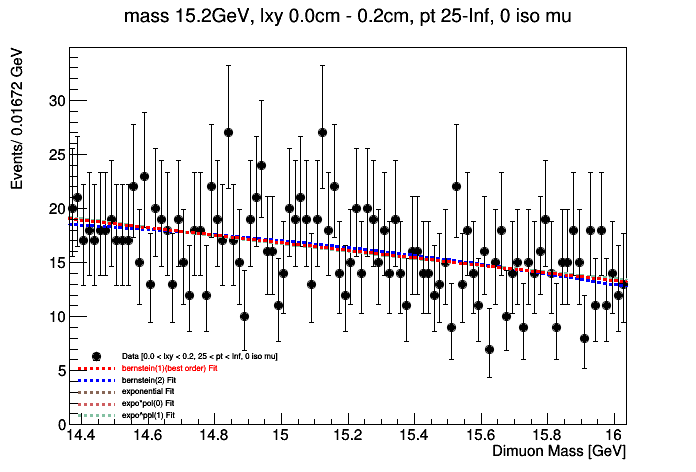 mass 15.2GeV, lxy 0.0cm - 0.2cm, pt 25-Inf, 0 iso mu
Events/ 0.01672 GeV
30
25
20
15
10
5
0
Data [0.0 < lxy < 0.2, 25 < pt < Inf, 0 iso mu]
bernstein(1)(best order) Fit
bernstein(2) Fit
exponential Fit
expo*pol(0) Fit
expo*pol(1) Fit
14.4 14.6 14.8 15 15.2 15.4 15.6 15.8 16
Dimuon Mass [GeV]